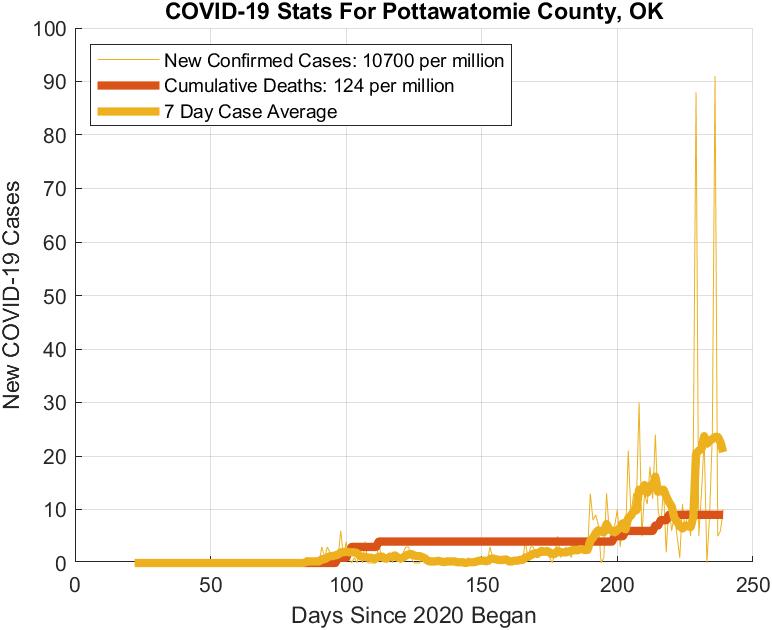 COVID-19 Stats For Pottawatomie County, OK
New Confirmed Cases: 10700 per million
Cumulative Deaths: 124 per million
7 Day Case Average
New COVID-19 Cases
100
90
80
70
60
50
40
30
20
10
0
0 50 100 150 200 250
Days Since 2020 Began